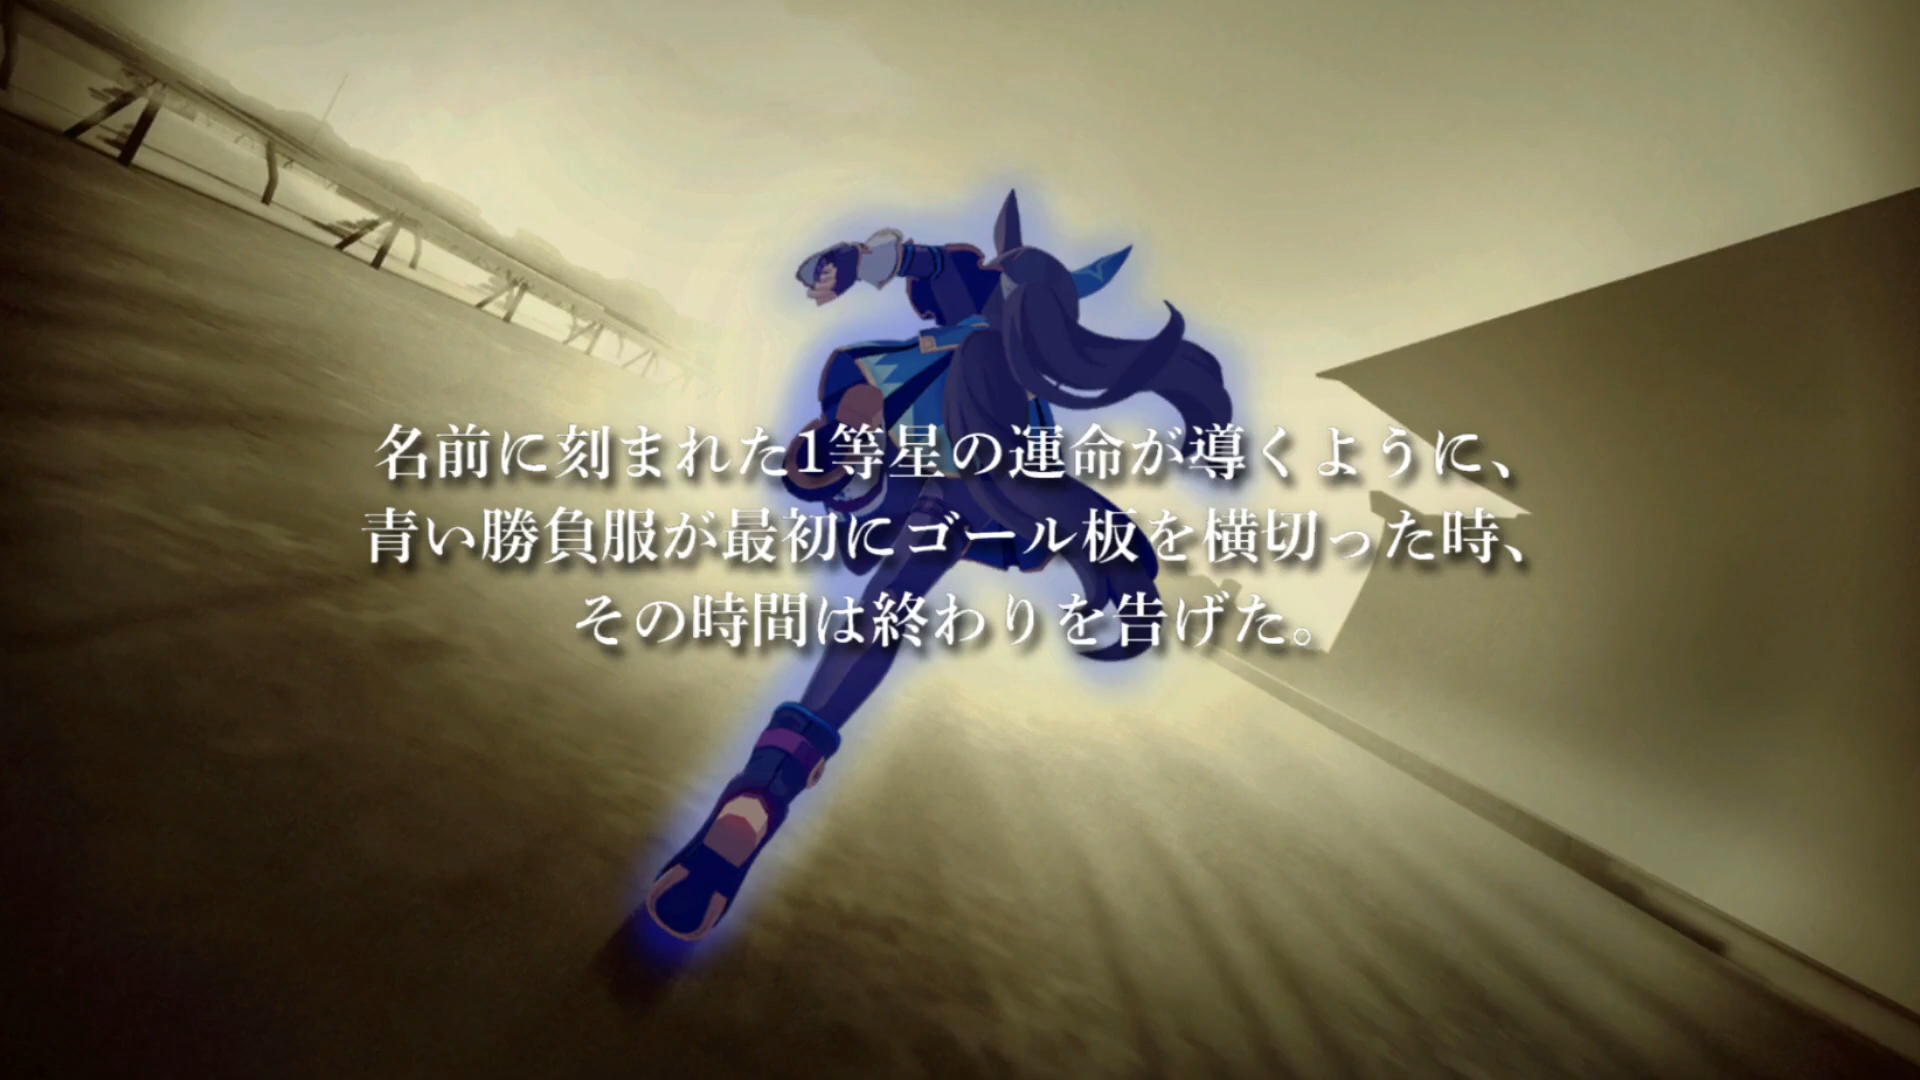 名前に刻まれた1等星の運命が導くように、
青い勝負服が最初にゴール板を横切った時、
その時間は終わりを告げた。